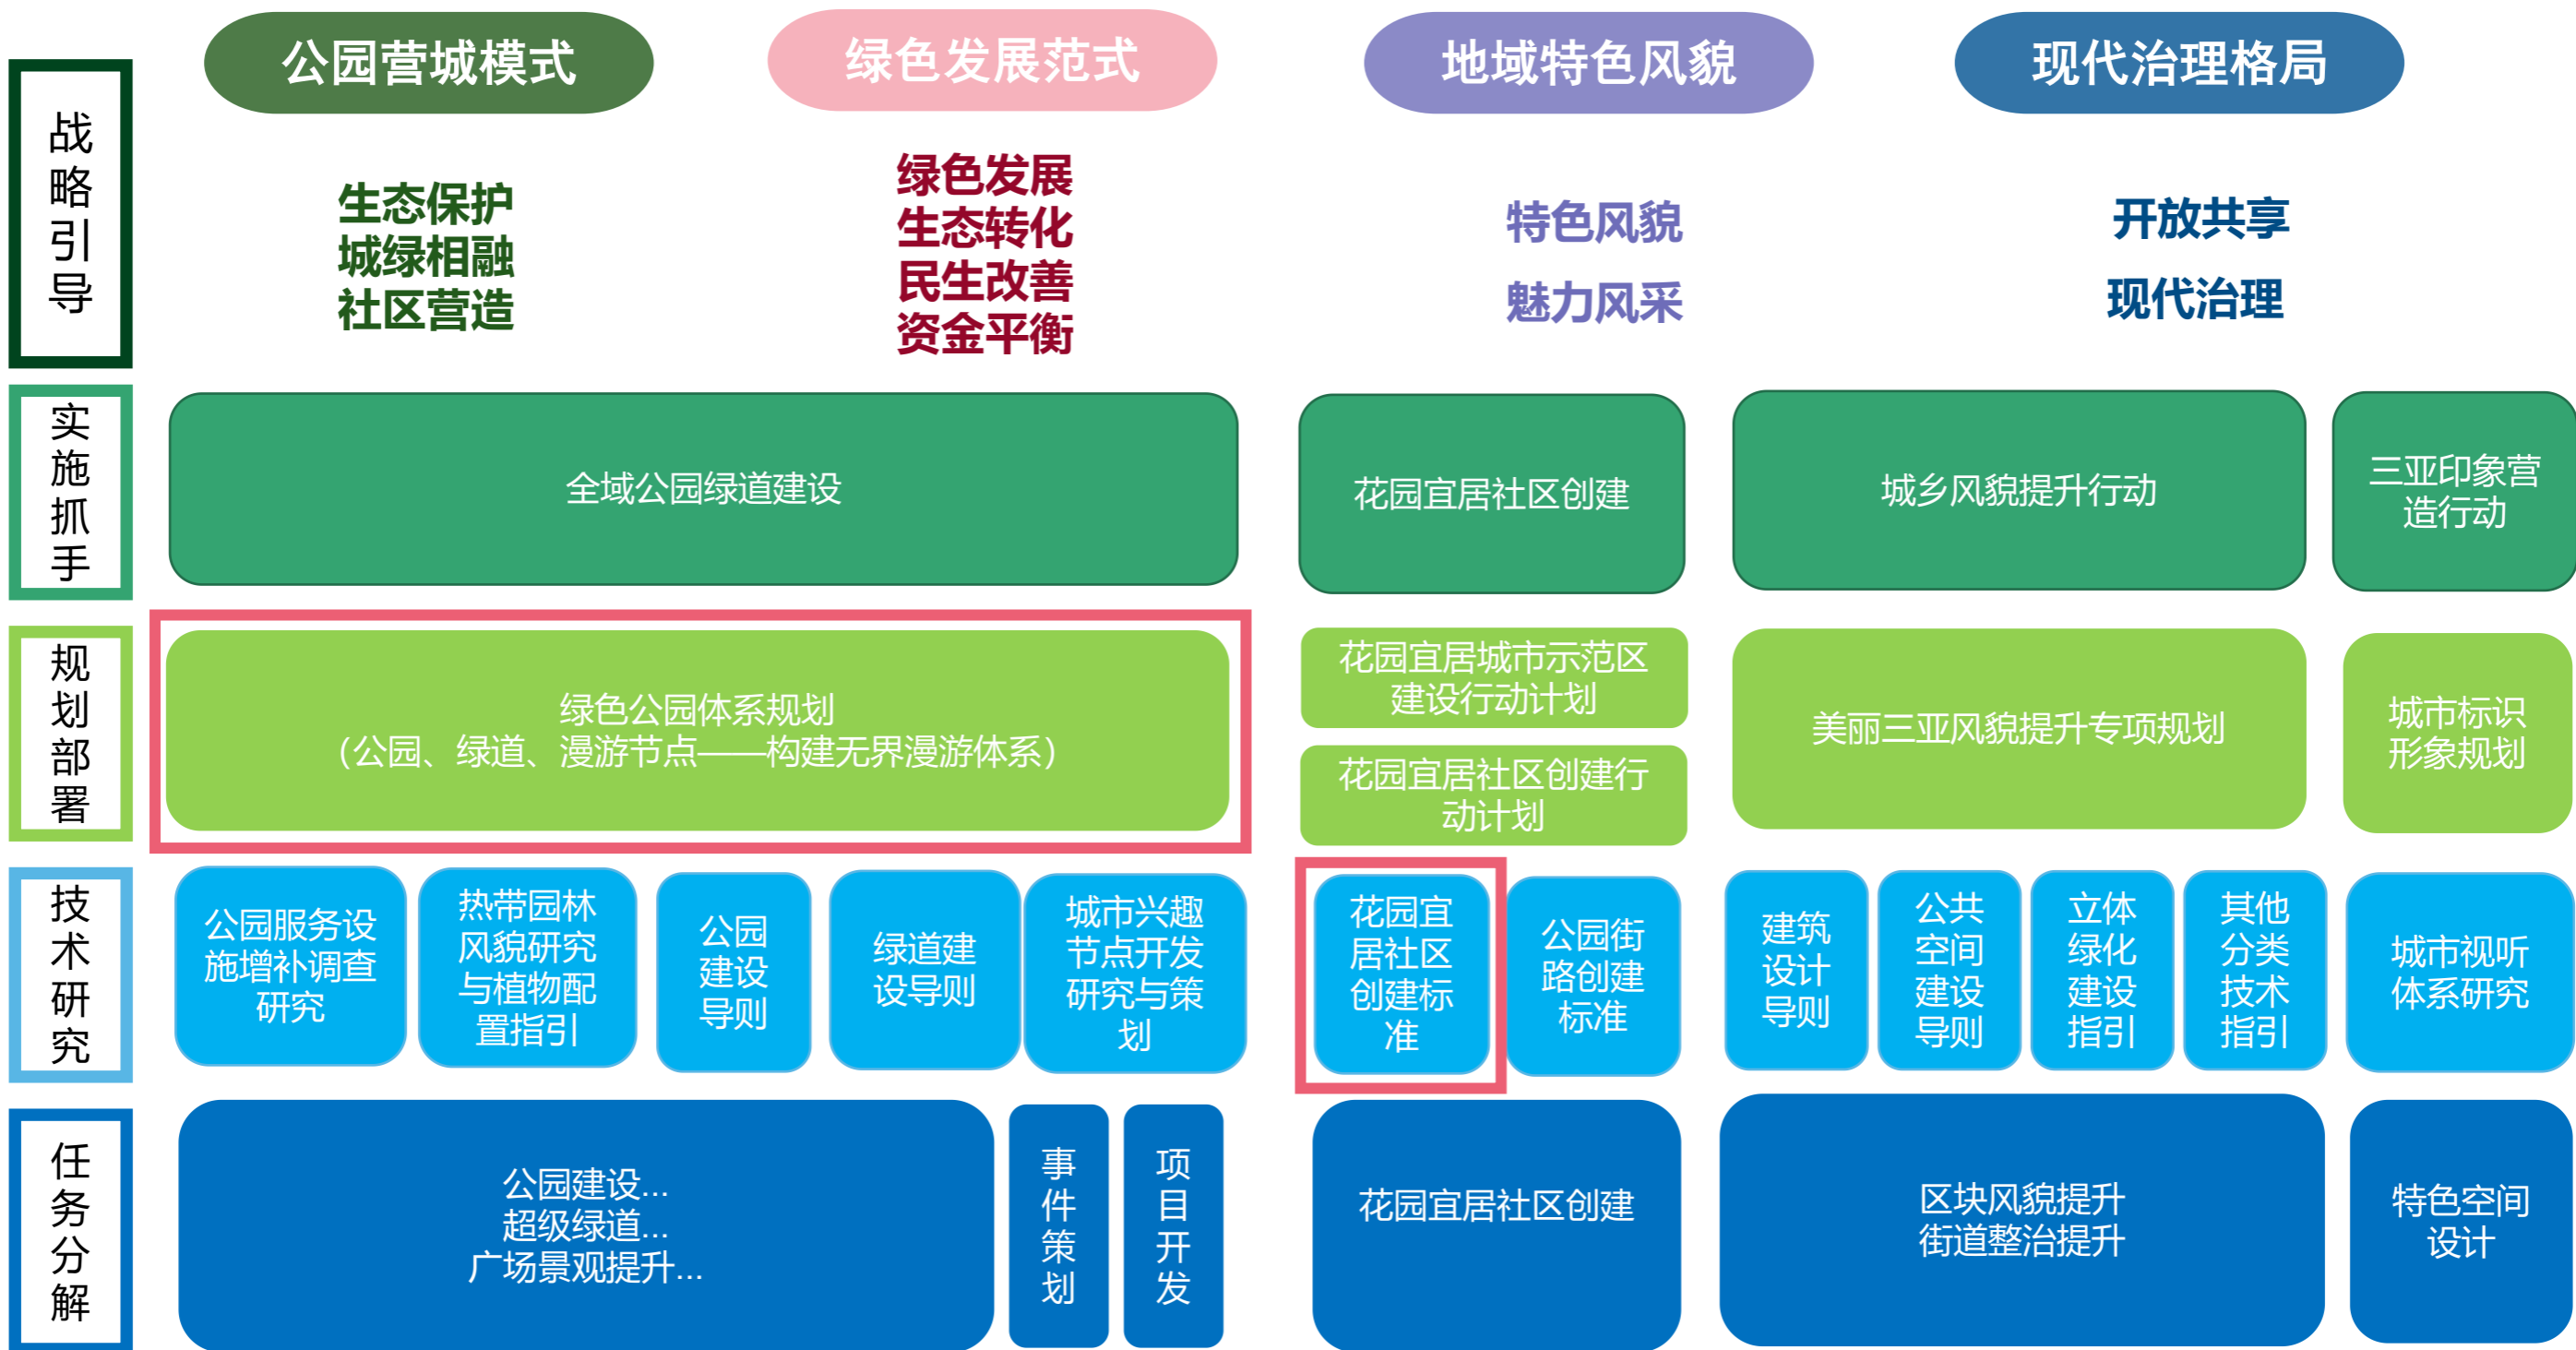 公园营城模式
绿色发展范式
地域特色风貌
现代治理格局
战略引导
生态保护
城绿相融
社区营造
绿色发展
生态转化
民生改善
资金平衡
特色风貌
魅力风采
开放共享
现代治理
实施抓手
全域公园绿道建设
花园宜居社区创建
城乡风貌提升行动
三亚印象营
造行动
规划部署
绿色公园体系规划
（公园、绿道、漫游节点——构建无界漫游体系）
花园宜居城市示范区
建设行动计划
花园宜居社区创建行
动计划
美丽三亚风貌提升专项规划
城市标识
形象规划
技术研究
公园服务设
施增补调查
研究
热带园林
风貌研究
与植物配
置指引
公园
建设
导则
绿道建
设导则
城市兴趣
节点开发
研究与策
划
花园宜
居社区
创建标
准
公园街
路创建
标准
建筑
设计
导则
公共
空间
建设
导则
立体
绿化
建设
指引
其他
分类
技术
指引
城市视听
体系研究
任务分解
公园建设...
超级绿道...
广场景观提升...
事件策划
项目开发
花园宜居社区创建
区块风貌提升
街道整治提升
特色空间
设计